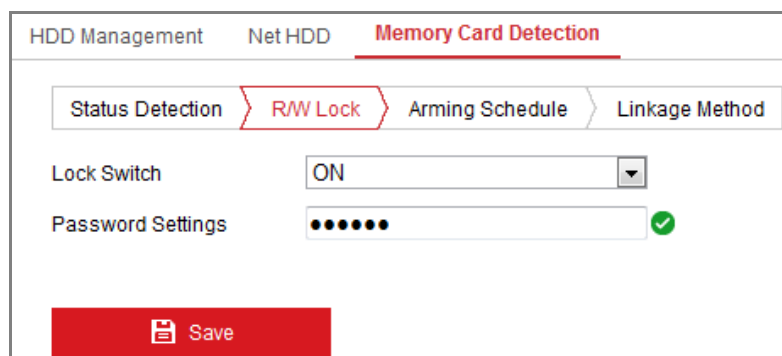 HDD Management Net HDD Memory Card Detection
Status Detection R/W Lock Arming Schedule Linkage Method
Lock Switch ON
Password Settings ●●●●●●
Save